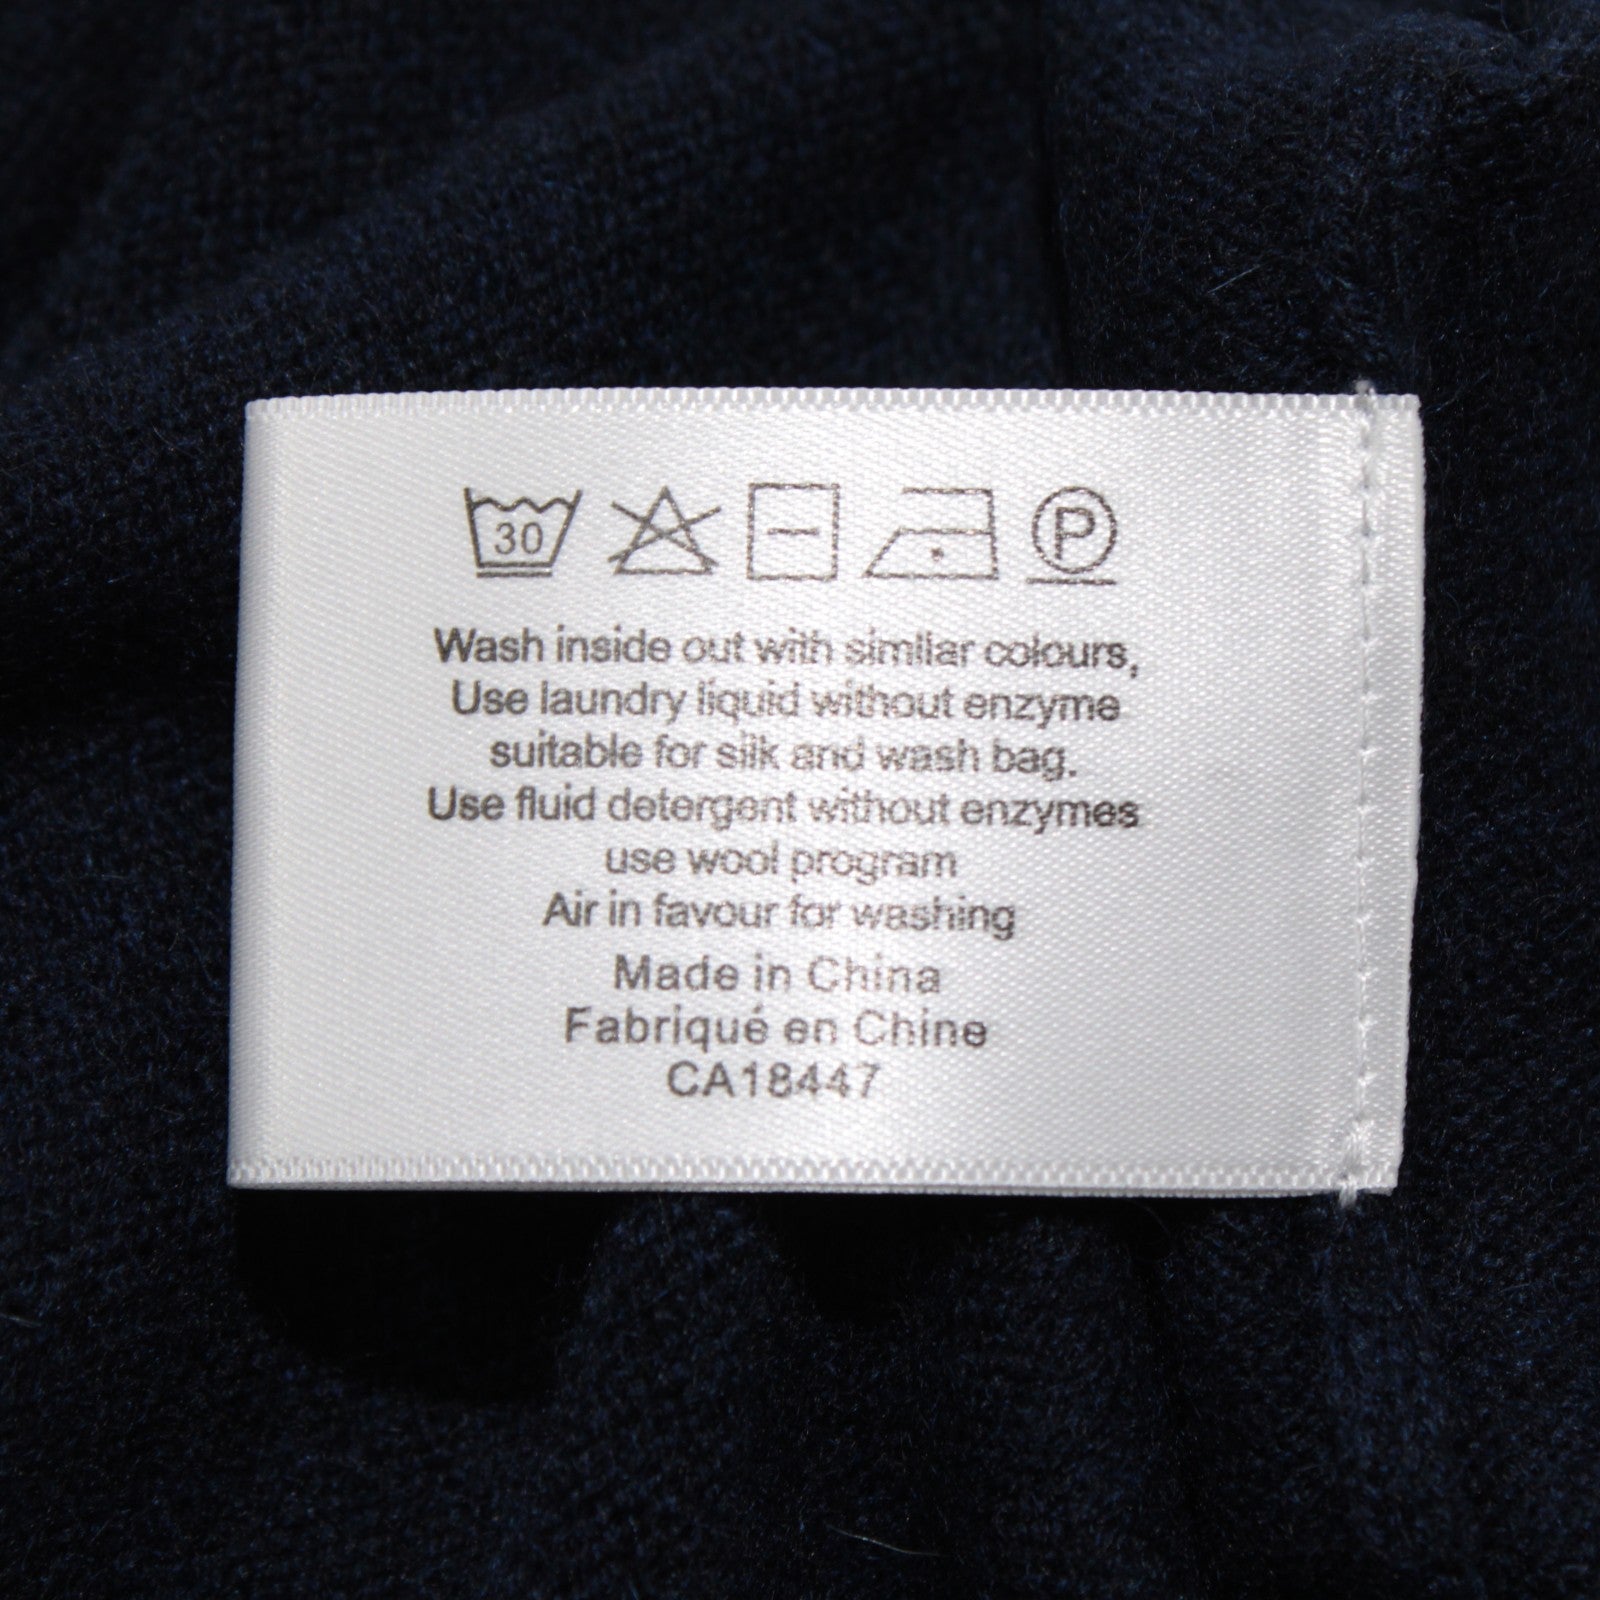 30 P
Wash inside out with similar colours,
Use laundry liquid without enzyme
suitable for silk and wash bag.
Use fluid detergent without enzymes
use wool program
Air in favour for washing
Made in China
Fabriqué en Chine
CA18447